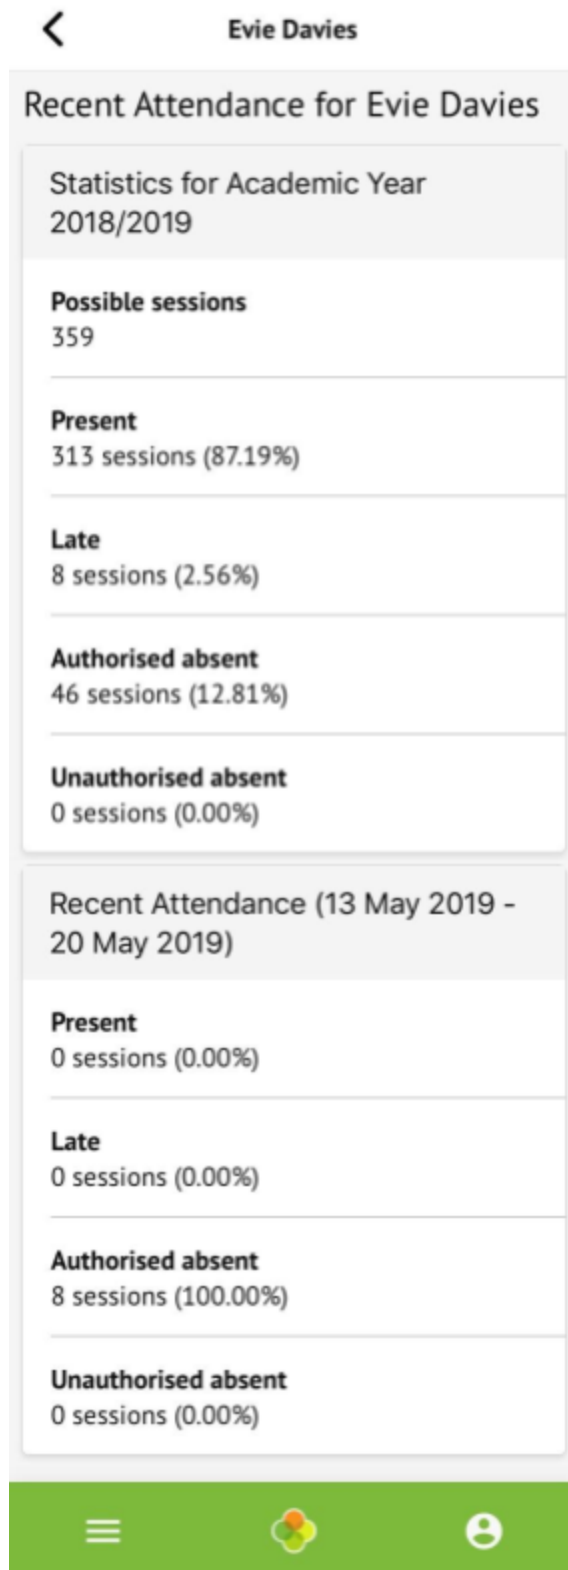 Evie Davies
Recent Attendance for Evie Davies
Statistics for Academic Year
2018/2019
Possible sessions
359
Present
313 sessions (87.19%)
Late
8 sessions (2.56%)
Authorised absent
46 sessions (12.81%)
Unauthorised absent
0 sessions (0.00%)
Recent Attendance (13 May 2019 -
20 May 2019)
Present
0 sessions (0.00%)
Late
0 sessions (0.00%)
Authorised absent
8 sessions (100.00%)
Unauthorised absent
0 sessions (0.00%)